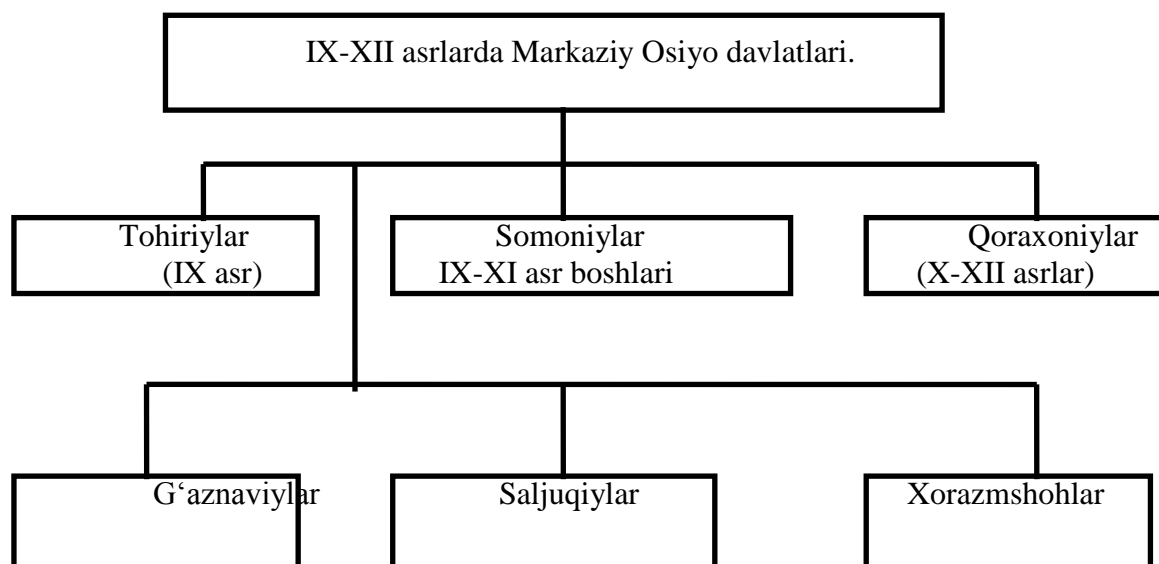 IX-XII asrlarda Markaziy Osiyo davlatlari.
Tohiriylar
(IX asr)
Somoniylar
IX-XI asr boshlari
Qoraxoniylar
(X-XII asrlar)
G‘aznaviylar
Saljuqiylar
Xorazmshohlar